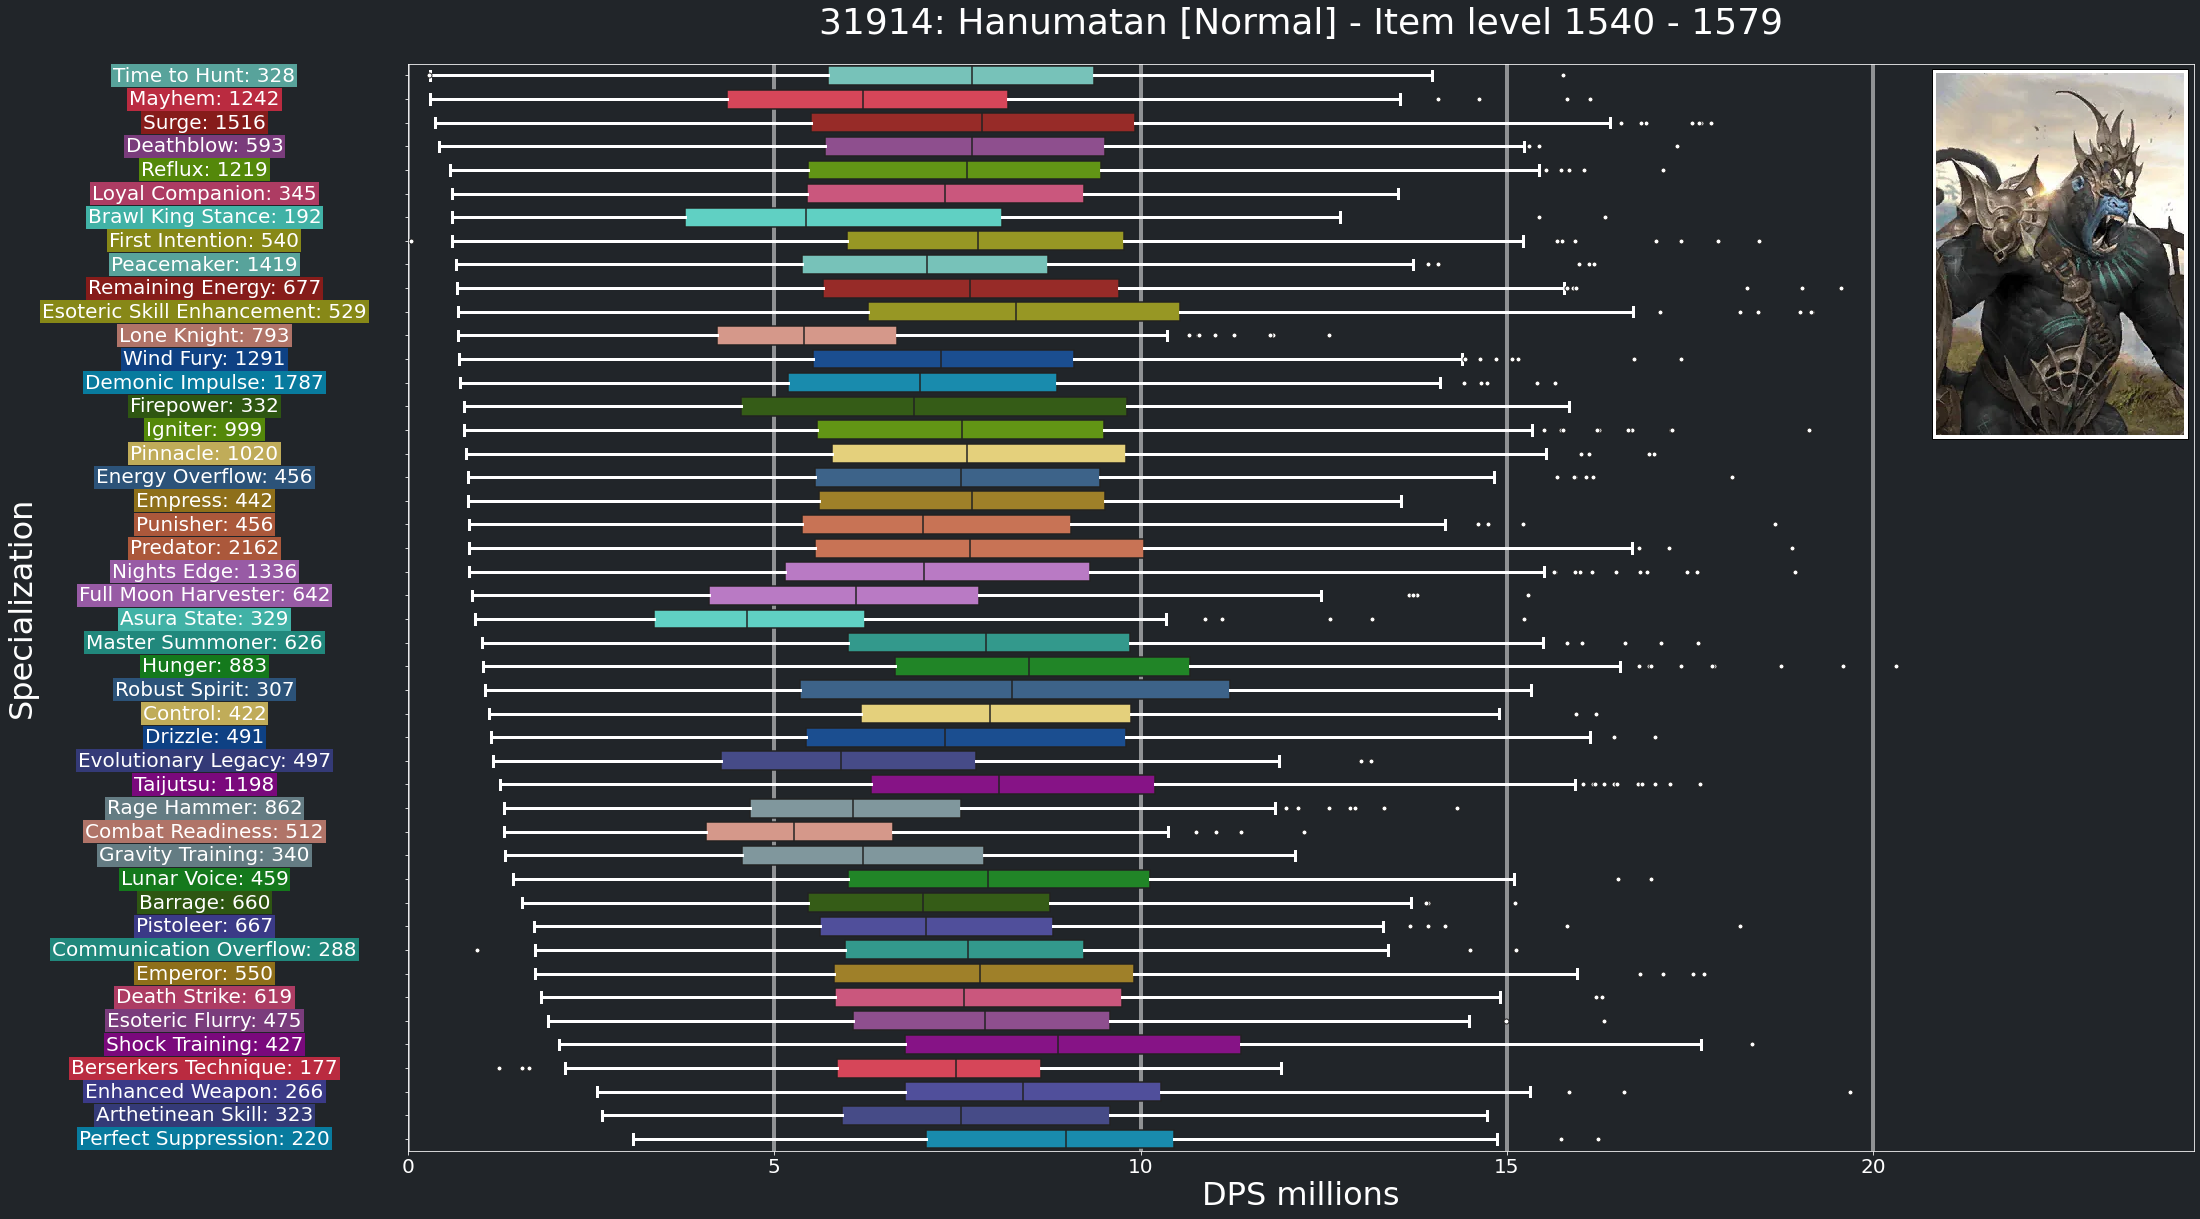 31914: Hanumatan [Normal] - Item level 1540 - 1579
Time to Hunt: 328
Mayhem: 1242
Surge: 1516
Deathblow: 593
Reflux: 1219
Loyal Companion: 345
Brawl King Stance: 192
First Intention: 540
Peacemaker: 1419
Remaining Energy: 677
Esoteric Skill Enhancement: 529
Lone Knight: 793
Wind Fury: 1291
Demonic Impulse: 1787
Firepower: 332
Igniter: 999
Pinnacle: 1020
Energy Overflow: 456
Empress: 442
Punisher: 456
Predator: 2162
Nights Edge: 1336
Full Moon Harvester: 642
Asura State: 329
Master Summoner: 626
Hunger: 883
Robust Spirit: 307
Control: 422
Drizzle: 491
Evolutionary Legacy: 497
Taijutsu: 1198
Rage Hammer: 862
Combat Readiness: 512
Gravity Training: 340
Lunar Voice: 459
Barrage: 660
Pistoleer: 667
Communication Overflow: 288
Emperor: 550
Death Strike: 619
Esoteric Flurry: 475
Shock Training: 427
Berserkers Technique: 177
Enhanced Weapon: 266
Arthetinean Skill: 323
Perfect Suppression: 220
Specialization
0 5 10 15 20
DPS millions